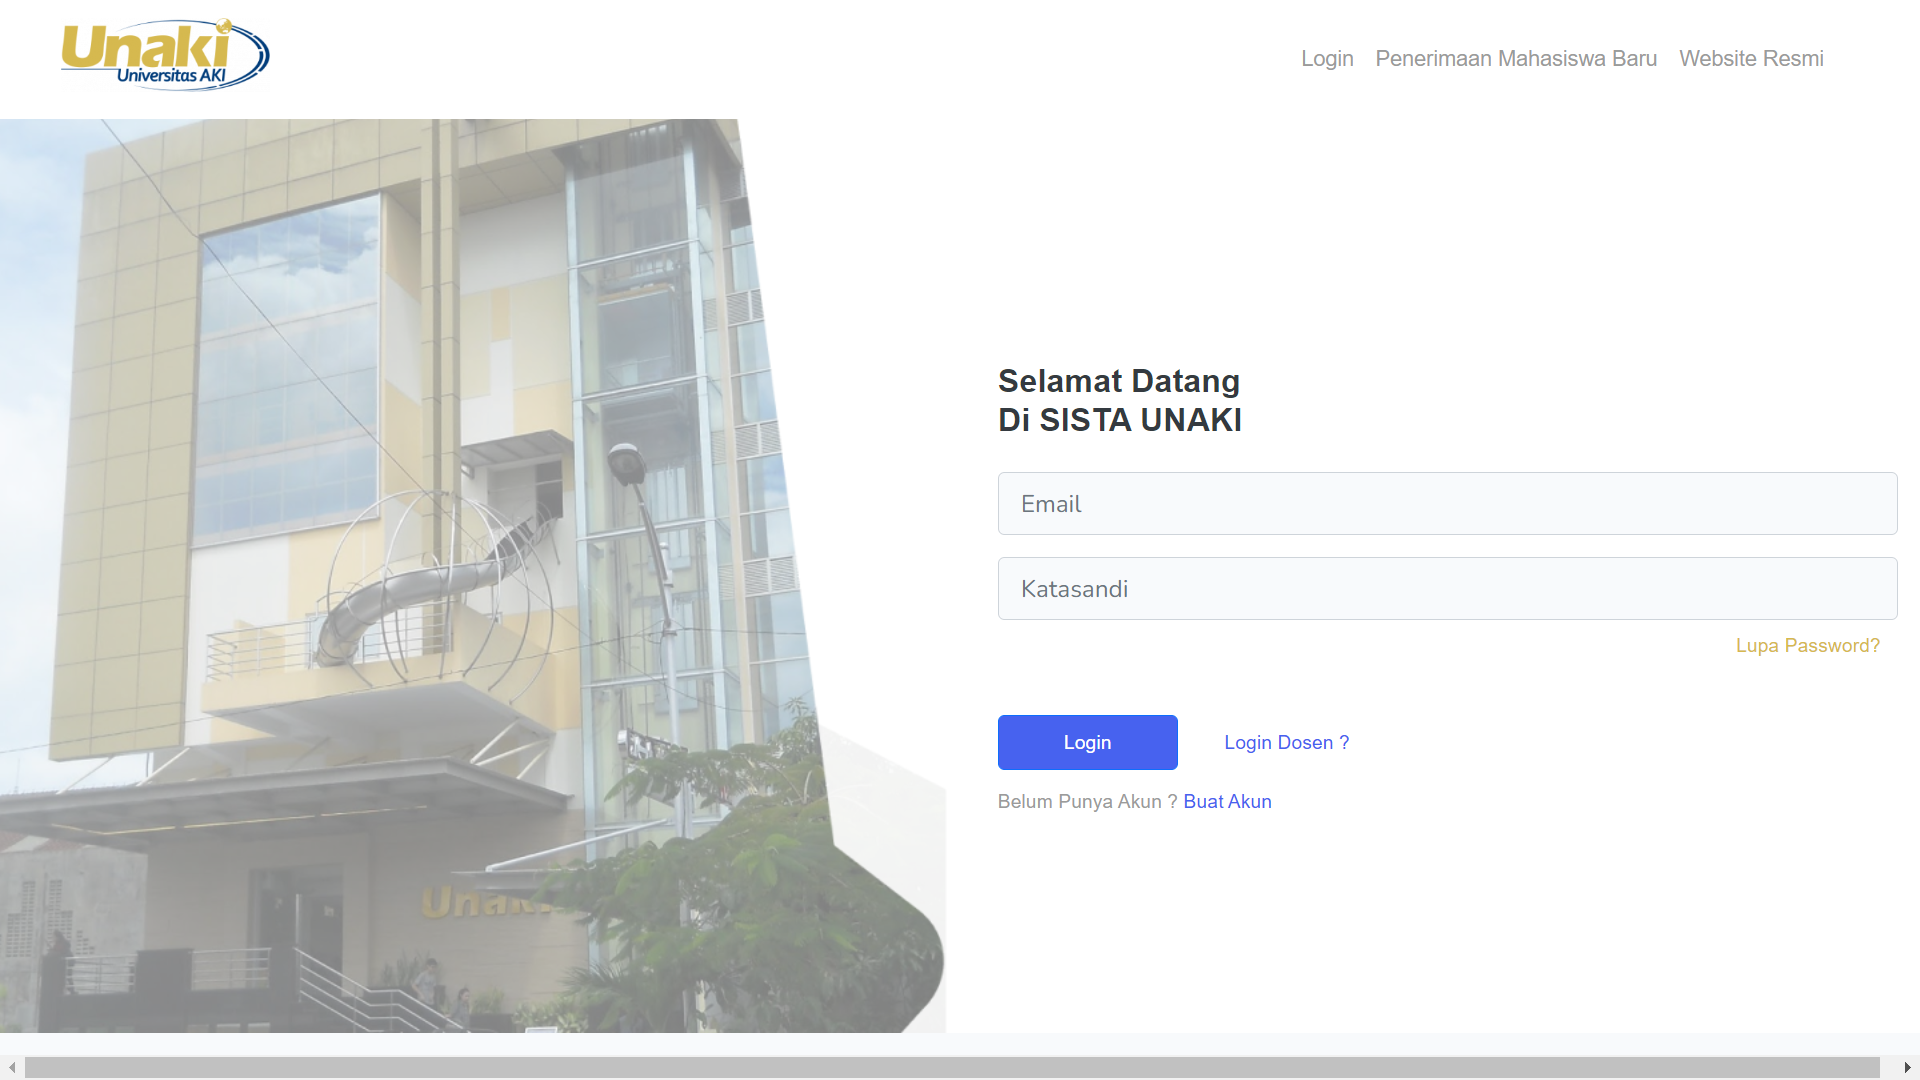 Unaki
Universitas AKI
Login
Penerimaan Mahasiswa Baru
Website Resmi
Selamat Datang
Di SISTA UNAKI
Email
Katasandi
Lupa Password?
Login
Login Dosen ?
Belum Punya Akun ? Buat Akun
Unaki